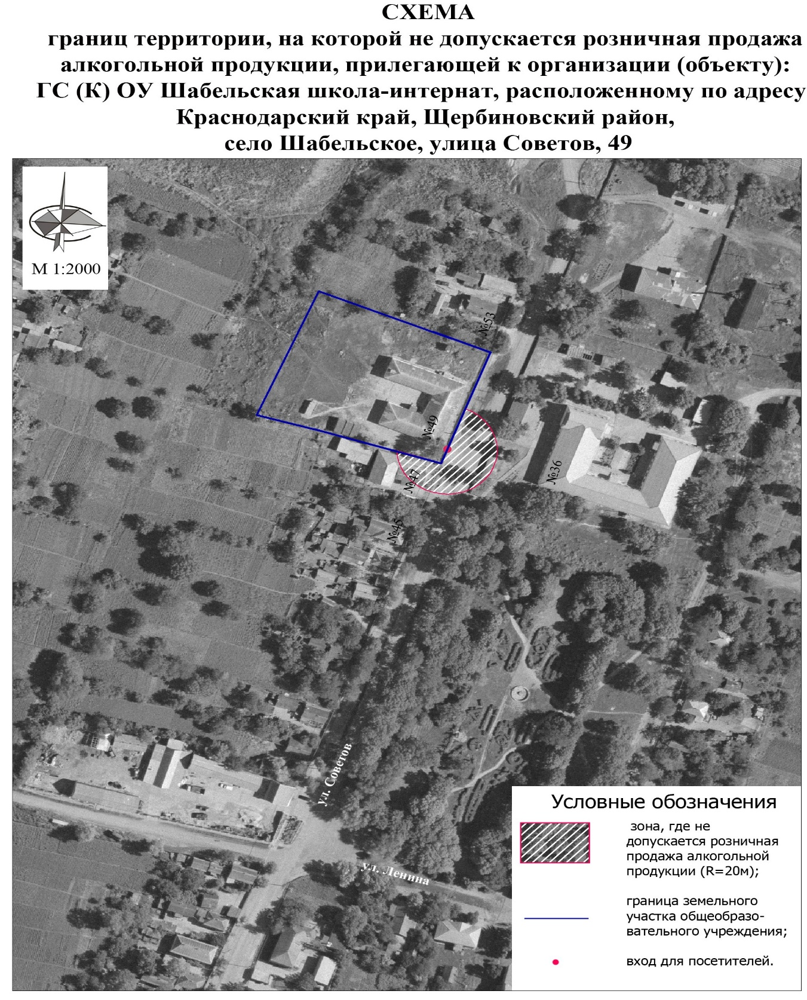 СХЕМА
границ территории, на которой не допускается розничная продажа
алкогольной продукции, прилегающей к организации (объекту):
ГС (К) ОУ Шабельская школа-интернат, расположенному по адресу
Краснодарский край, Щербиновский район,
село Шабельское, улица Советов, 49
М 1:2000
№53
№49
№36
№47
№45
ул. Советов
ул. Ленина
Условные обозначения
зона, где не
допускается розничная
продажа алкогольной
продукции (R=20м);
граница земельного
участка общеобразо-
вательного учреждения;
вход для посетителей.